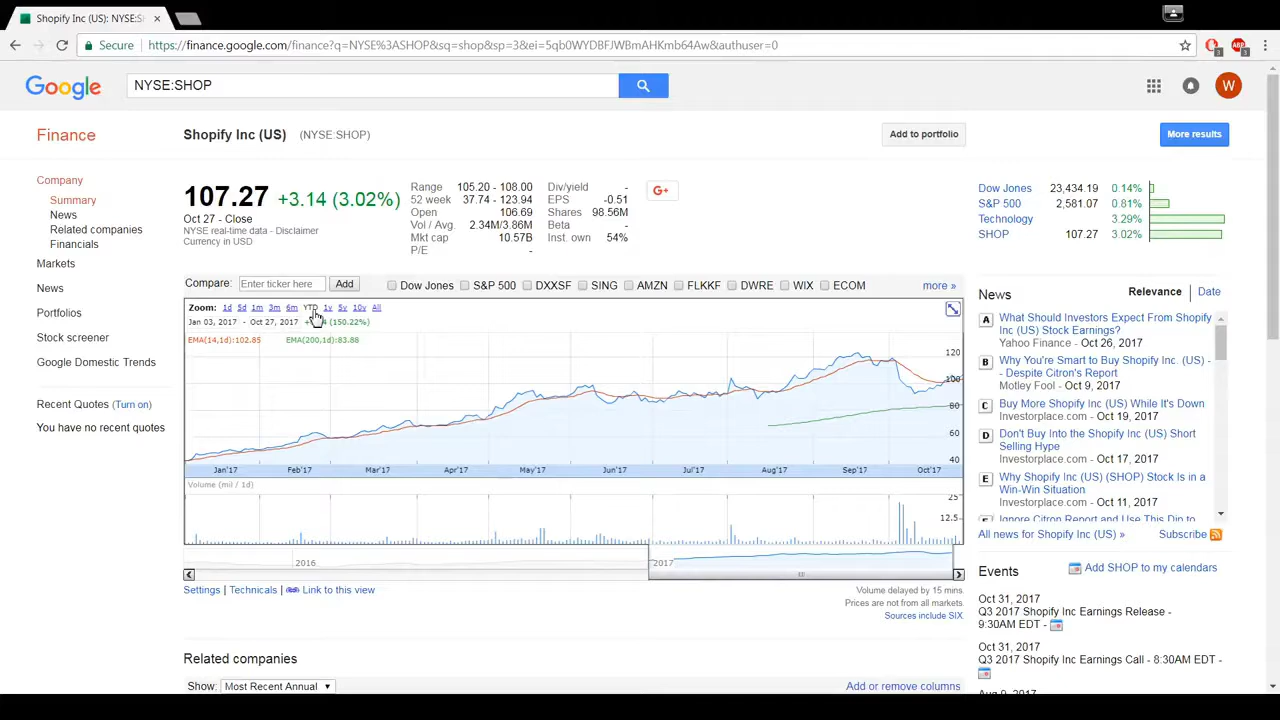 Shopify Inc (US): NYSE:SH
Secure
https://finance.google.com/finance?q=NYSE%3ASHOP&sq=shop&sp=3&ei=5qb0WYDBFJWBmAHKmb64Aw&authuser=0
Google
NYSE:SHOP
W
Finance
Shopify Inc (US) (NYSE:SHOP)
Add to portfolio
More results
Company
Summary
News
Related companies
Financials
Markets
News
Portfolios
Stock screener
Google Domestic Trends
Recent Quotes (Turn on)
You have no recent quotes
107.27 +3.14 (3.02%)
Oct 27 - Close
NYSE real-time data - Disclaimer
Currency in USD
Range 105.20 - 108.00
52 week 37.74 - 123.94
Open 106.69
Vol / Avg. 2.34M/3.86M
Mkt cap 10.57B
P/E -
Div/yield -
EPS -0.51
Shares 98.56M
Beta -
Inst. own 54%
G+
Dow Jones 23,434.19 0.14%
S&P 500 2,581.07 0.81%
Technology 3.29%
SHOP 107.27 3.02%
Compare: Enter ticker here Add Dow Jones S&P 500 DXXSF SING AMZN FLKKF DWRE WIX ECOM more »
Zoom: 1d 5d 1m 3m 6m YTD 1y 5y 10y All
Jan 03, 2017 - Oct 27, 2017 (150.22%)
EMA(14,1d):102.85 EMA(200,1d):83.88
120
100
80
60
40
Jan'17 Feb'17 Mar'17 Apr'17 May'17 Jun'17 Jul'17 Aug'17 Sep'17 Oct'17
Volume (mil / 1d)
25
12.5
2016 2017
Settings | Technicals | Link to this view
Volume delayed by 15 mins.
Prices are not from all markets.
Sources include SIX
Related companies
Show: Most Recent Annual
Add or remove columns
News Relevance | Date
A What Should Investors Expect From Shopify
Inc (US) Stock Earnings?
Yahoo Finance - Oct 26, 2017
B Why You're Smart to Buy Shopify Inc. (US) -
- Despite Citron's Report
Motley Fool - Oct 9, 2017
C Buy More Shopify Inc (US) While It's Down
Investorplace.com - Oct 19, 2017
D Don't Buy Into the Shopify Inc (US) Short
Selling Hype
Investorplace.com - Oct 17, 2017
E Why Shopify Inc (US) (SHOP) Stock Is in a
Win-Win Situation
Investorplace.com - Oct 11, 2017
Ignore Citron Report and Use This Dip to
All news for Shopify Inc (US) » Subscribe
Events Add SHOP to my calendars
Oct 31, 2017
Q3 2017 Shopify Inc Earnings Release -
9:30AM EDT -
Oct 31, 2017
Q3 2017 Shopify Inc Earnings Call - 8:30AM EDT -